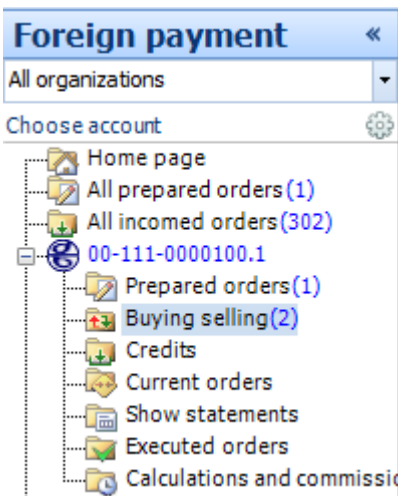 Foreign payment «
All organizations
Choose account
Home page
All prepared orders(1)
All incomed orders(302)
00-111-0000100.1
Prepared orders(1)
Buying selling(2)
Credits
Current orders
Show statements
Executed orders
Calculations and commissio